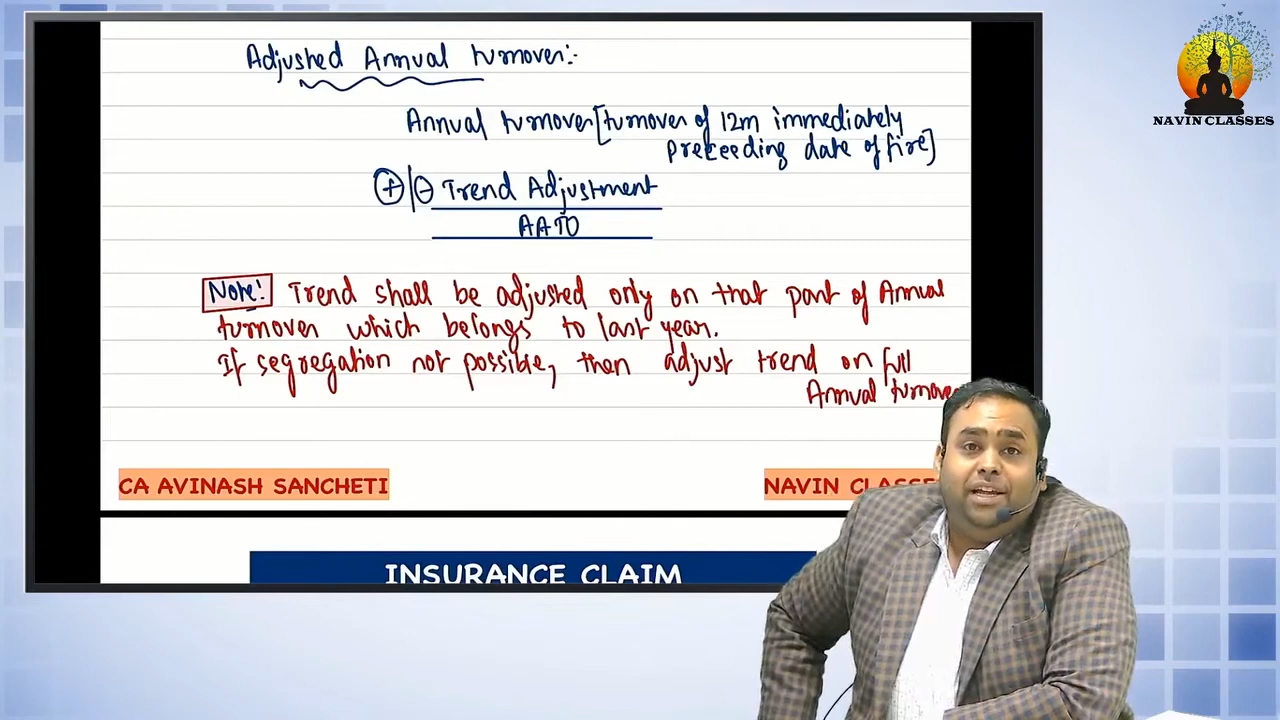 Adjusted Annual turnover:-
Annual turnover [turnover of 12m immediately
preceeding date of fire]
+/- Trend Adjustment
AATO
Note! Trend shall be adjusted only on that part of Annual
turnover which belongs to last year.
If segregation not possible, then adjust trend on full
Annual turnover
CA AVINASH SANCHETI
NAVIN CLASSES
INSURANCE CLAIM
NAVIN CLASSES